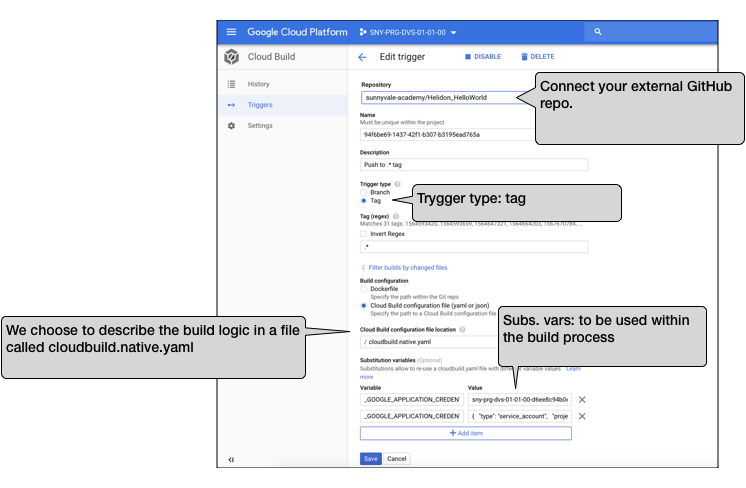 Google Cloud Platform
SNY-PRG-DVS-01-01-00
Cloud Build
Edit trigger
DISABLE
DELETE
History
Triggers
Settings
Repository
sunnyvale-academy/Helidon_HelloWorld
Connect your external GitHub
repo.
Name
Must be unique within the project
94f6be69-1437-42f1-b307-b3195ead765a
Description
Push to .* tag
Trigger type
Branch
Tag
Trygger type: tag
Tag (regex)
Matches 31 tags: 1564593420, 1564593659, 1564647321, 1564664203, 1567670784, ...
Invert Regex
.*
Filter builds by changed files
Build configuration
Dockerfile
Specify the path within the Git repo
Cloud Build configuration file (yaml or json)
Specify the path to a Cloud Build configuration file
We choose to describe the build logic in a file
called cloudbuild.native.yaml
Subs. vars: to be used within
the build process
Cloud Build configuration file location
/ cloudbuild.native.yaml
Substitution variables (Optional)
Substitutions allow to re-use a cloudbuild.yaml file with different variable values Learn
more
Variable
Value
_GOOGLE_APPLICATION_CREDEN
sny-prg-dvs-01-01-00-d6ee8c94b0
_GOOGLE_APPLICATION_CREDEN
{ "type": "service_account", "proje
Add item
Save
Cancel